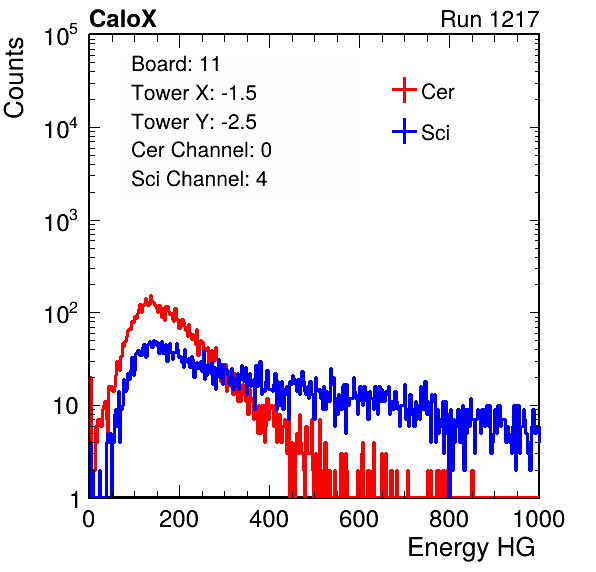 CaloX Run 1217
Board: 11
Tower X: -1.5
Tower Y: -2.5
Cer Channel: 0
Sci Channel: 4
Cer
Sci
Counts
10^5
10^4
10^3
10^2
10
1
0 200 400 600 800 1000
Energy HG